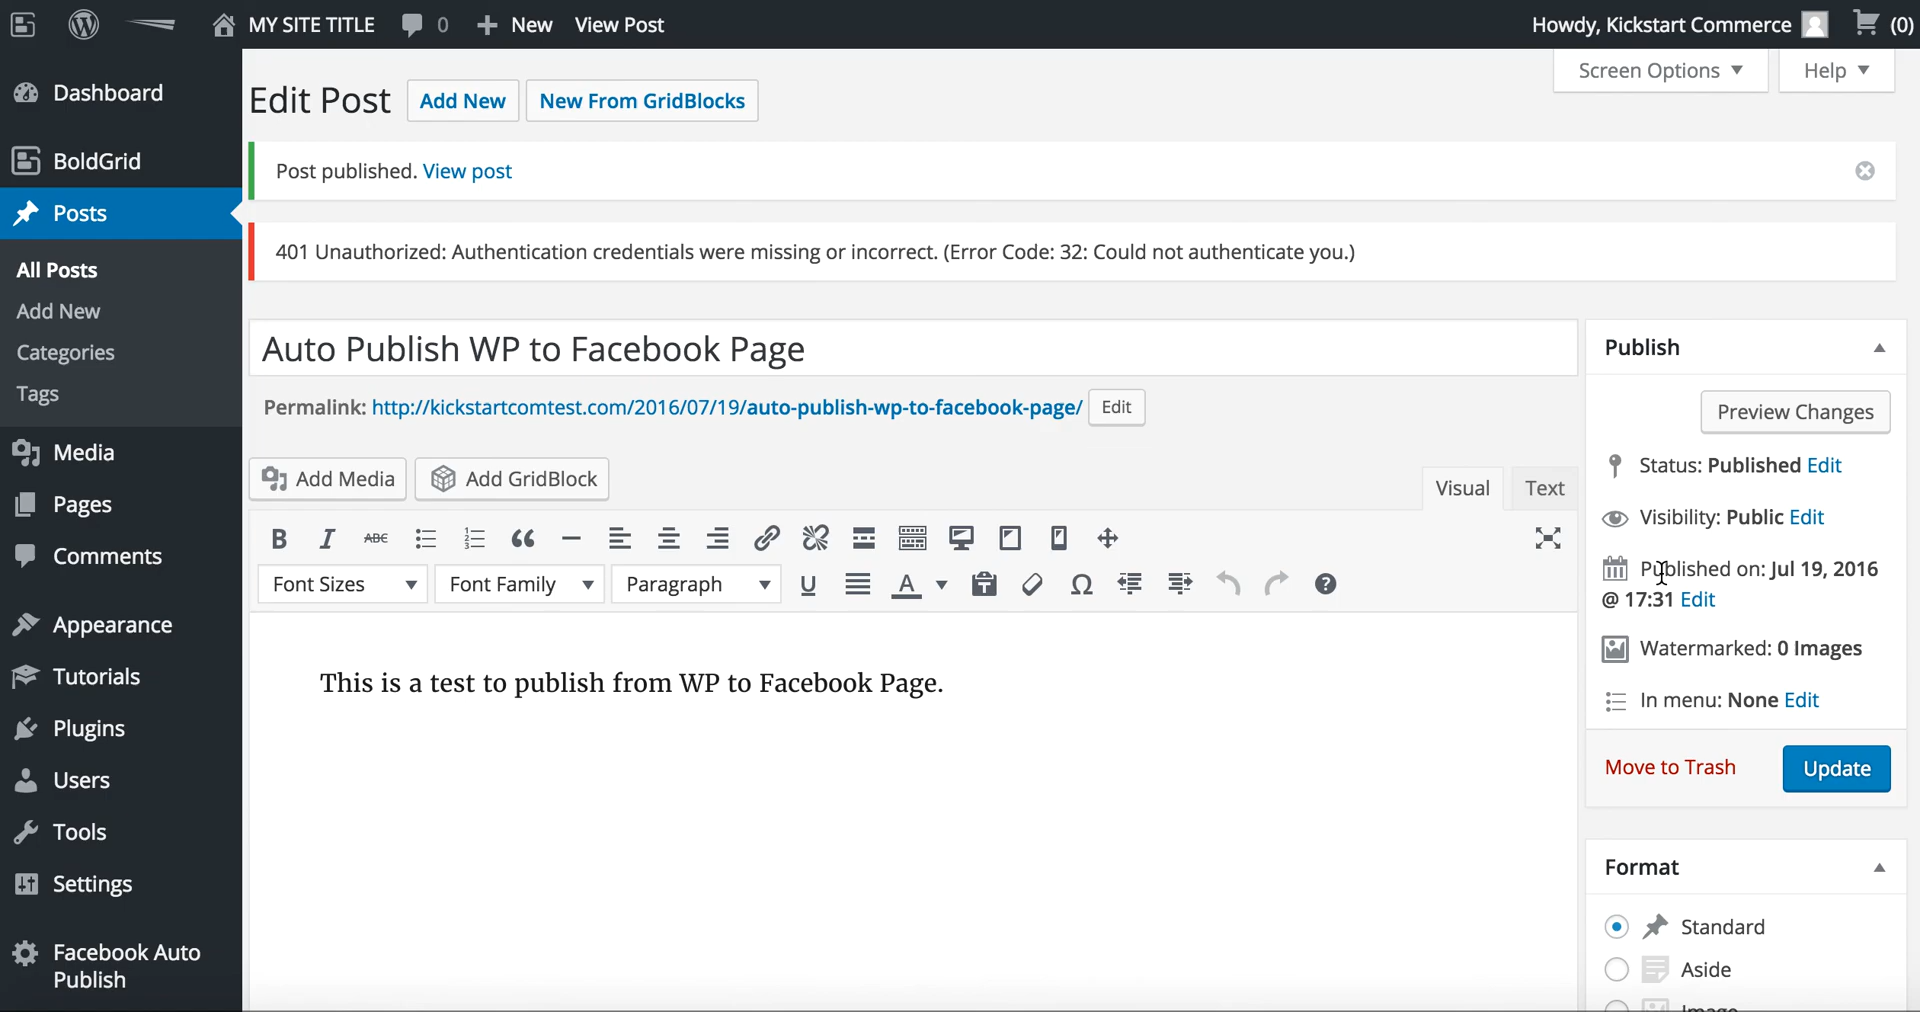 MY SITE TITLE 0 New View Post Howdy, Kickstart Commerce (0)
Dashboard
BoldGrid
Posts
All Posts
Add New
Categories
Tags
Media
Pages
Comments
Appearance
Tutorials
Plugins
Users
Tools
Settings
Facebook Auto
Publish
Screen Options Help
Edit Post Add New New From GridBlocks
Post published. View post
401 Unauthorized: Authentication credentials were missing or incorrect. (Error Code: 32: Could not authenticate you.)
Auto Publish WP to Facebook Page
Permalink: http://kickstartcomtest.com/2016/07/19/auto-publish-wp-to-facebook-page/ Edit
Add Media Add GridBlock Visual Text
B I ABC
Font Sizes Font Family Paragraph U A Ω ?
This is a test to publish from WP to Facebook Page.
Publish
Preview Changes
Status: Published Edit
Visibility: Public Edit
Published on: Jul 19, 2016
@ 17:31 Edit
Watermarked: 0 Images
In menu: None Edit
Move to Trash Update
Format
Standard
Aside